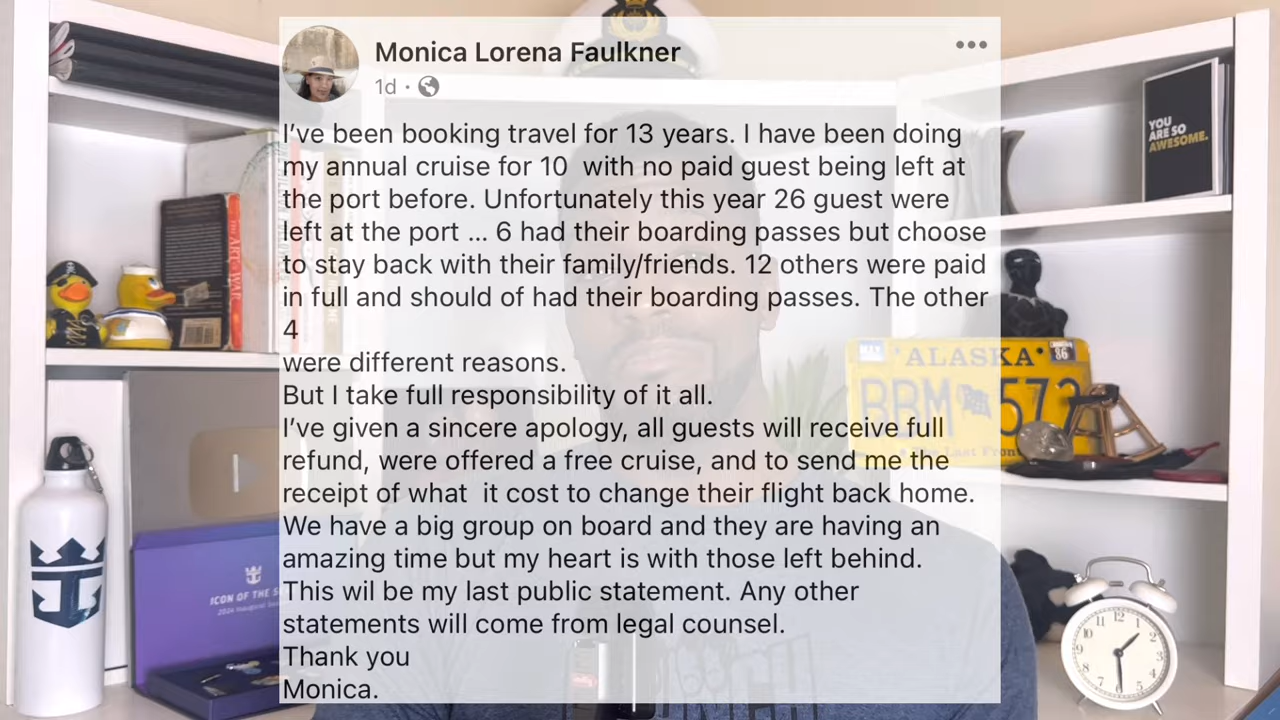 Monica Lorena Faulkner
1d ·
I’ve been booking travel for 13 years. I have been doing
my annual cruise for 10  with no paid guest being left at
the port before. Unfortunately this year 26 guest were
left at the port ... 6 had their boarding passes but choose
to stay back with their family/friends. 12 others were paid
in full and should of had their boarding passes. The other
4
were different reasons.
But I take full responsibility of it all.
I’ve given a sincere apology, all guests will receive full
refund, were offered a free cruise, and to send me the
receipt of what  it cost to change their flight back home.
We have a big group on board and they are having an
amazing time but my heart is with those left behind.
This wil be my last public statement. Any other
statements will come from legal counsel.
Thank you
Monica.
YOU
ARE SO
AWESOME.
The ART of WAR
ALASKA
86
BBM 573
ICON OF THE S